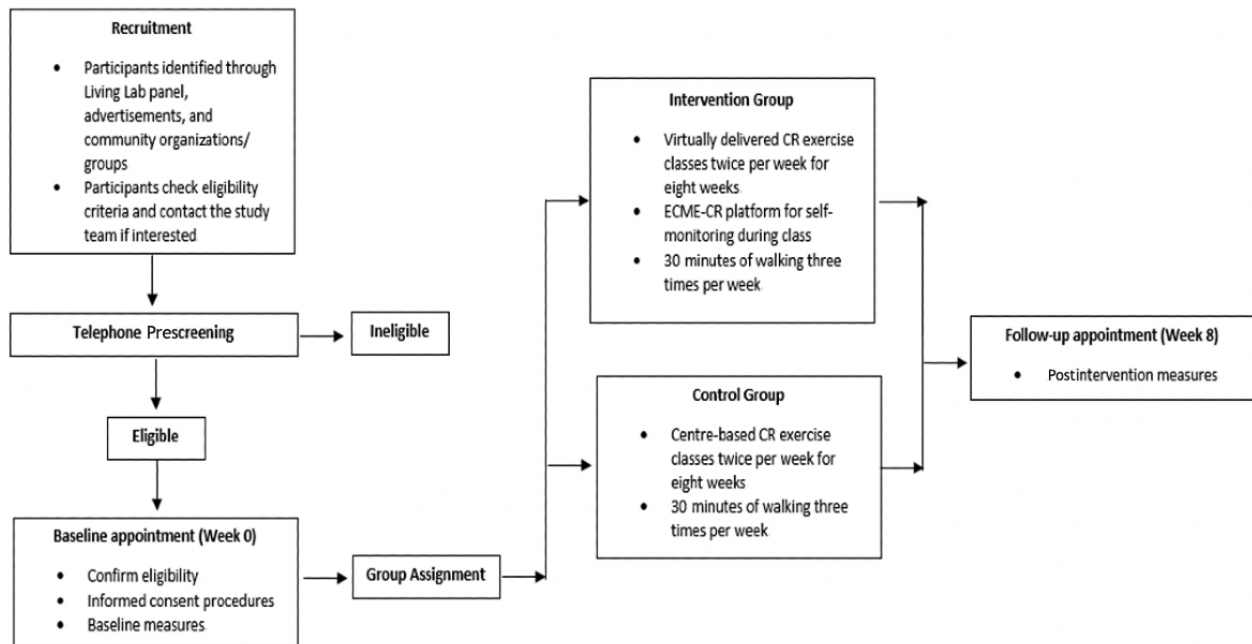 Recruitment
• Participants identified through
Living Lab panel,
advertisements, and
community organizations/
groups
• Participants check eligibility
criteria and contact the study
team if interested
Telephone Prescreening
Ineligible
Eligible
Baseline appointment (Week 0)
• Confirm eligibility
• Informed consent procedures
• Baseline measures
Group Assignment
Intervention Group
• Virtually delivered CR exercise
classes twice per week for
eight weeks
• ECME-CR platform for self-
monitoring during class
• 30 minutes of walking three
times per week
Control Group
• Centre-based CR exercise
classes twice per week for
eight weeks
• 30 minutes of walking three
times per week
Follow-up appointment (Week 8)
• Postintervention measures